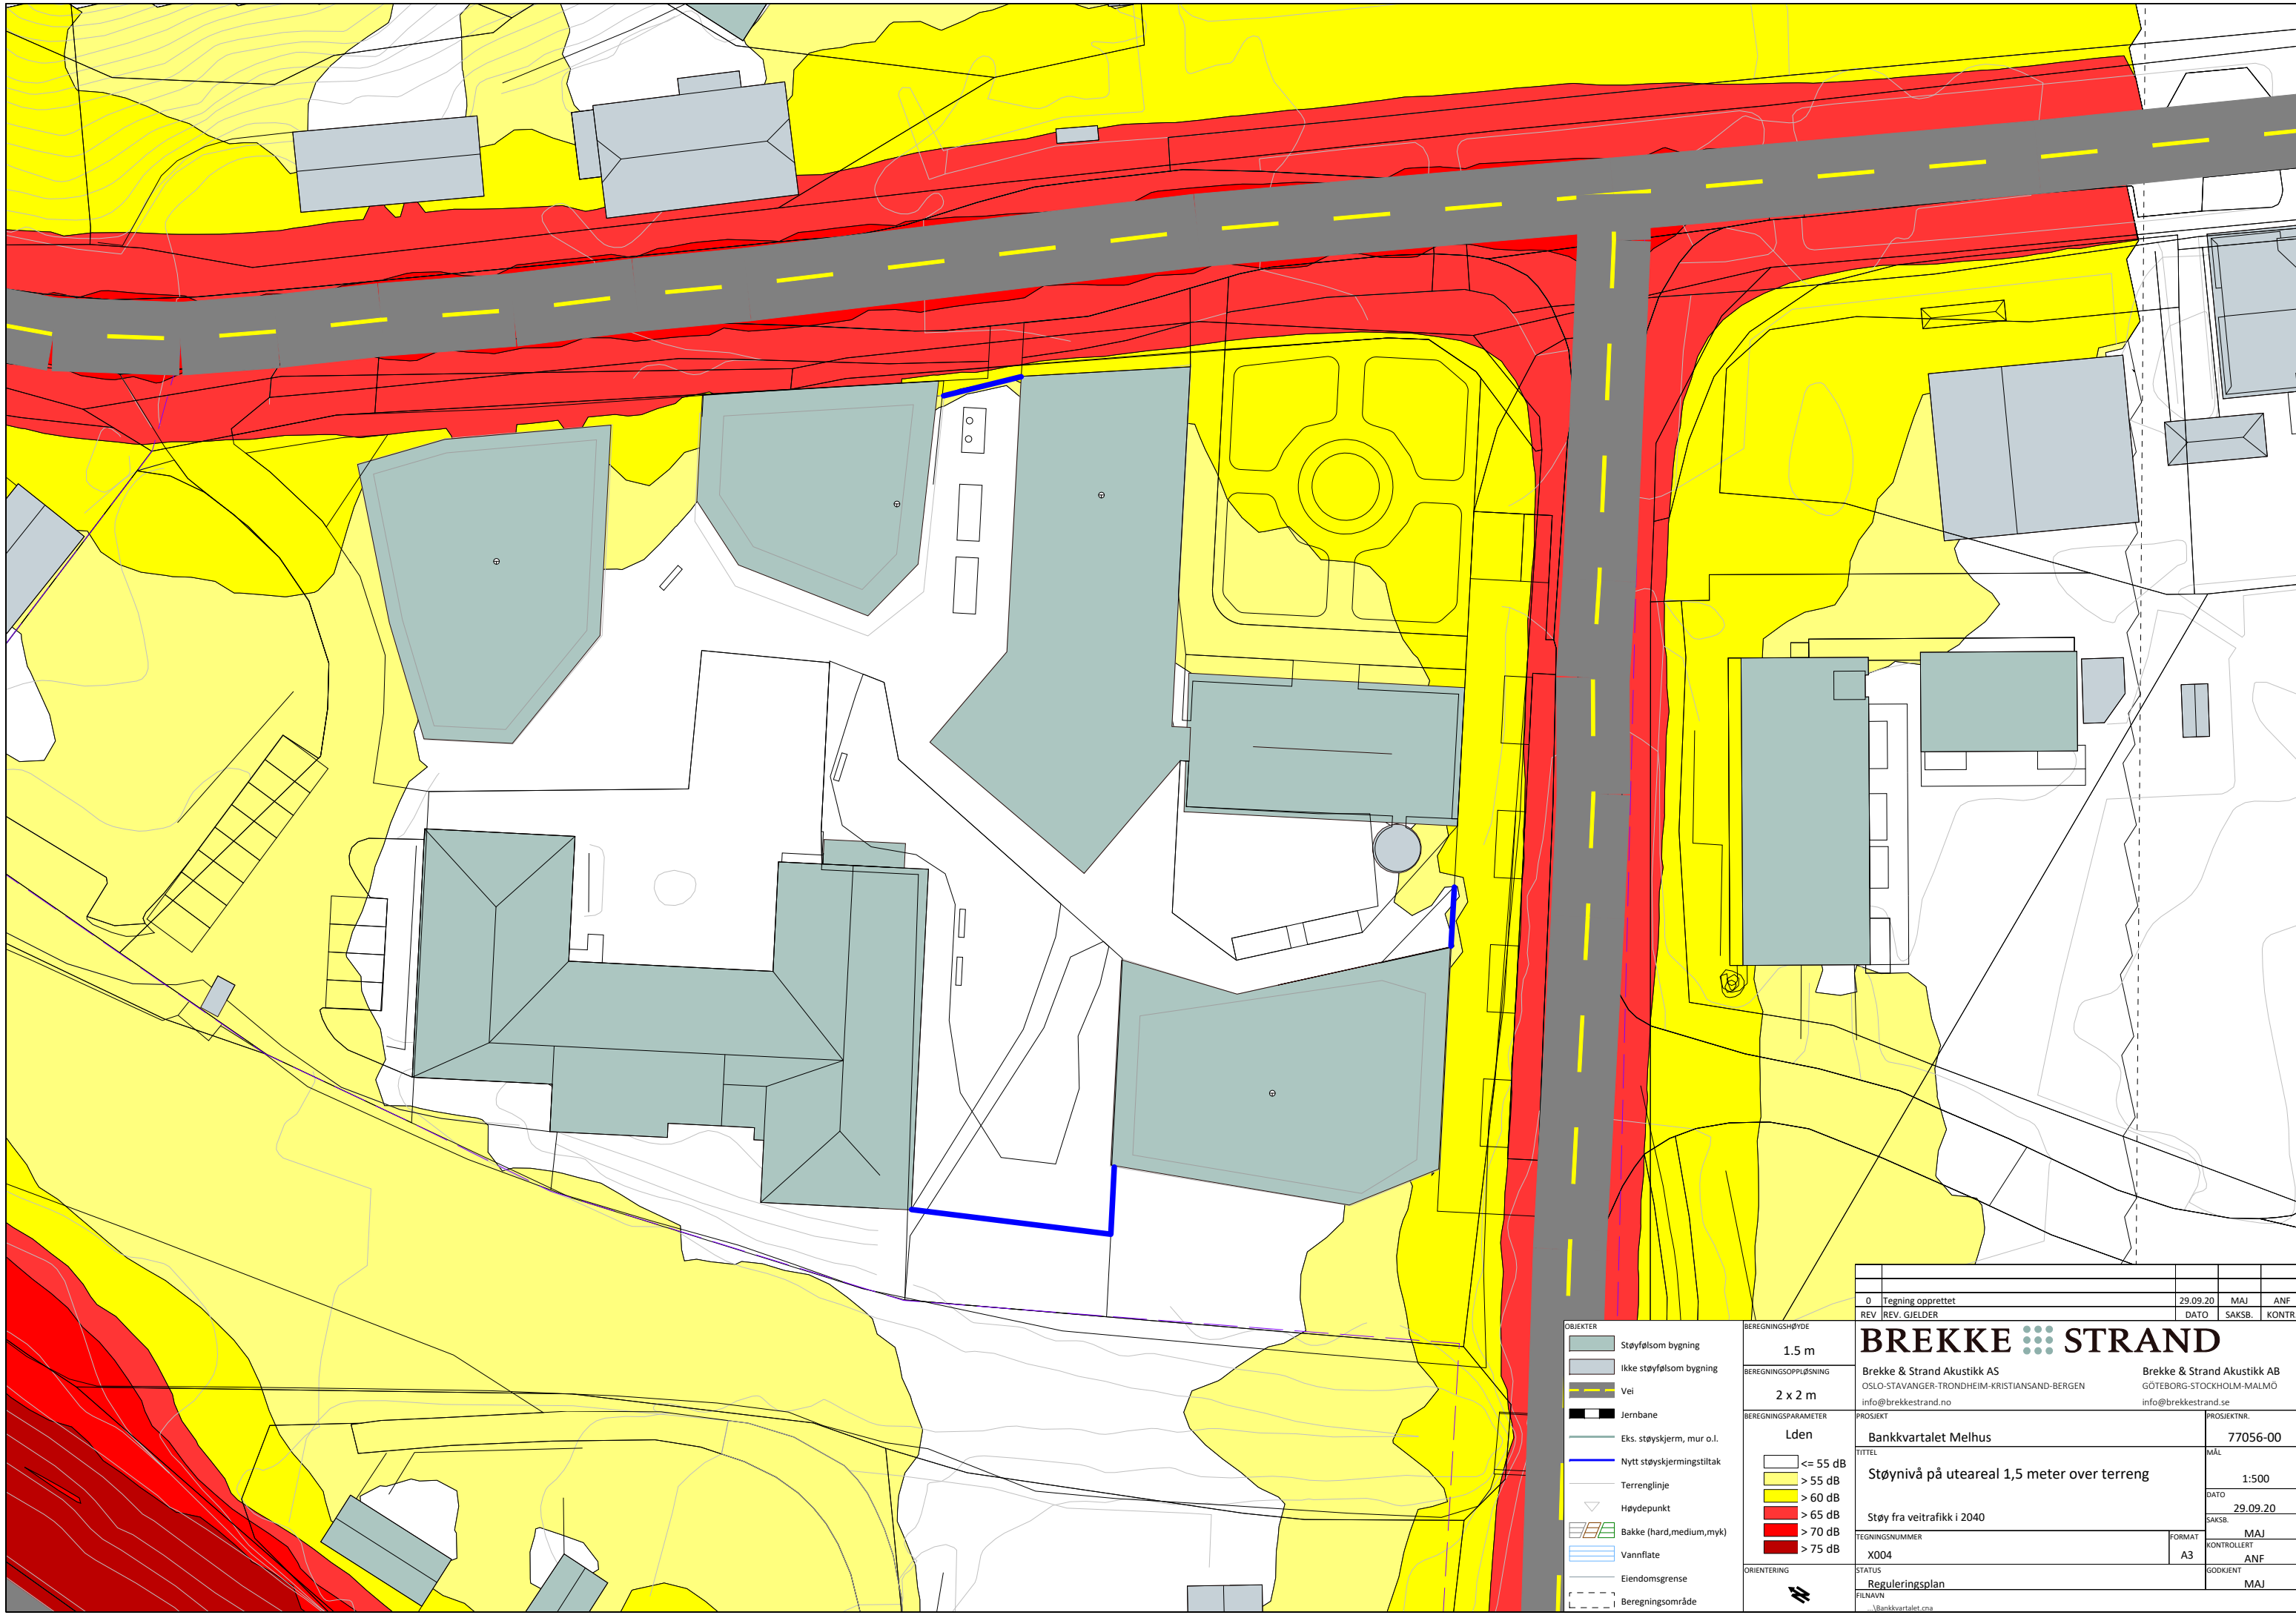 0 Tegning opprettet 29.09.20 MAJ ANF
REV REV. GJELDER DATO SAKSB. KONTR.
OBJEKTER
Støyfølsom bygning
Ikke støyfølsom bygning
Vei
Jernbane
Eks. støyskjerm, mur o.l.
Nytt støyskjermingstiltak
Terrenglinje
Høydepunkt
Bakke (hard,medium,myk)
Vannflate
Eiendomsgrense
Beregningsområde
BEREGNINGSHØYDE
1.5 m
BEREGNINGSOPPLØSNING
2 x 2 m
BEREGNINGSPARAMETER
Lden
<= 55 dB
> 55 dB
> 60 dB
> 65 dB
> 70 dB
> 75 dB
ORIENTERING
BREKKE STRAND
Brekke & Strand Akustikk AS
OSLO-STAVANGER-TRONDHEIM-KRISTIANSAND-BERGEN
info@brekkestrand.no
Brekke & Strand Akustikk AB
GÖTEBORG-STOCKHOLM-MALMÖ
info@brekkestrand.se
PROSJEKT
Bankkvartalet Melhus
PROSJEKTNR.
77056-00
TITTEL
Støynivå på uteareal 1,5 meter over terreng
Støy fra veitrafikk i 2040
MÅL
1:500
DATO
29.09.20
SAKSB.
MAJ
TEGNINGSNUMMER
X004
FORMAT
A3
KONTROLLERT
ANF
STATUS
Reguleringsplan
GODKJENT
MAJ
FILNAVN
...\Bankkvartalet.cna